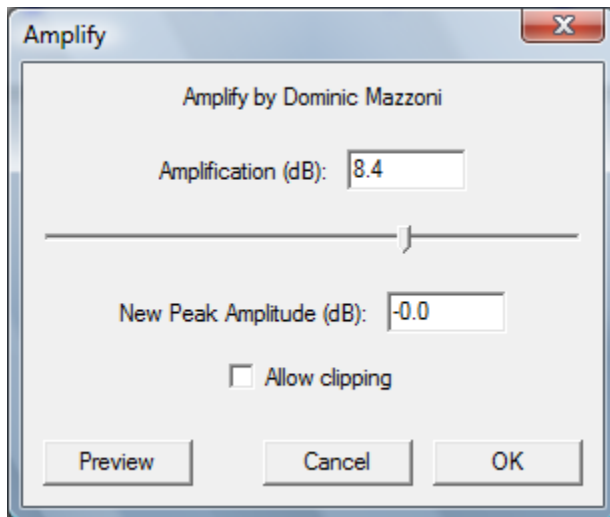 Amplify
Amplify by Dominic Mazzoni
Amplification (dB): 8.4
New Peak Amplitude (dB): -0.0
Allow clipping
Preview Cancel OK